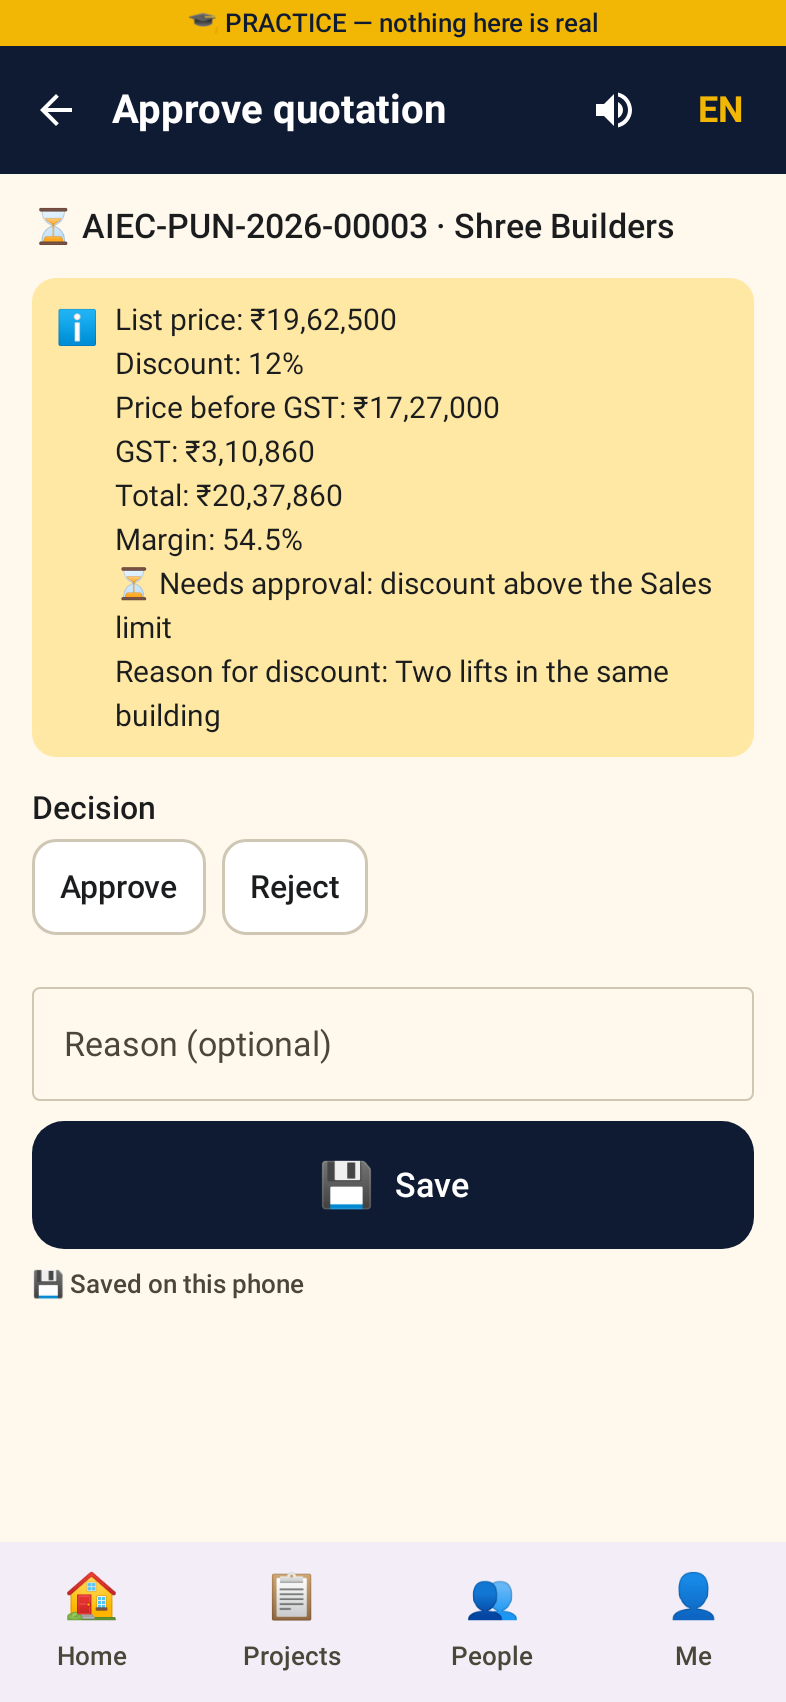 PRACTICE — nothing here is real
Approve quotation
EN
AIEC-PUN-2026-00003 · Shree Builders
List price: ₹19,62,500
Discount: 12%
Price before GST: ₹17,27,000
GST: ₹3,10,860
Total: ₹20,37,860
Margin: 54.5%
Needs approval: discount above the Sales
limit
Reason for discount: Two lifts in the same
building
Decision
Approve
Reject
Reason (optional)
Save
Saved on this phone
Home
Projects
People
Me